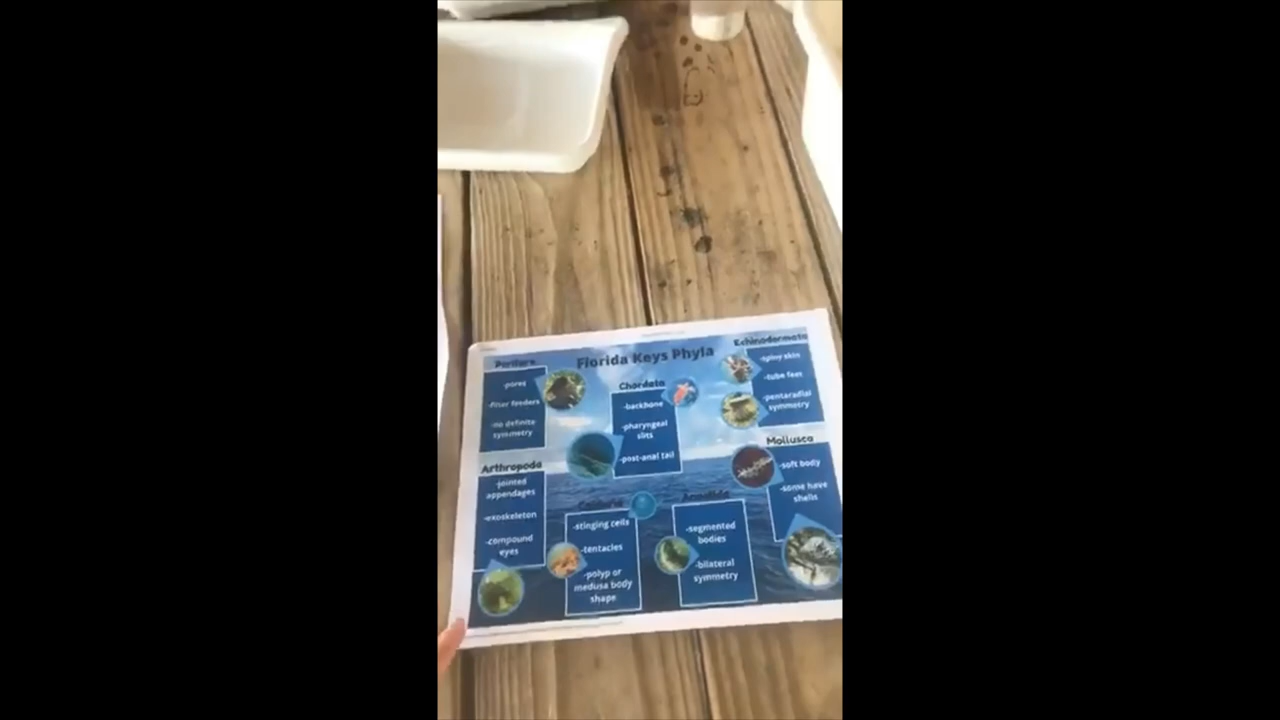 Florida Keys Phyla
Porifera
-pores
-filter feeders
-no definite
symmetry
Chordata
-backbone
-pharyngeal
slits
-post-anal tail
Echinodermata
-spiny skin
-tube feet
-pentaradial
symmetry
Mollusca
-soft body
-some have
shells
Arthropoda
-jointed
appendages
-exoskeleton
-compound
eyes
-stinging cells
-tentacles
-polyp or
medusa body
shape
Annelida
-segmented
bodies
-bilateral
symmetry